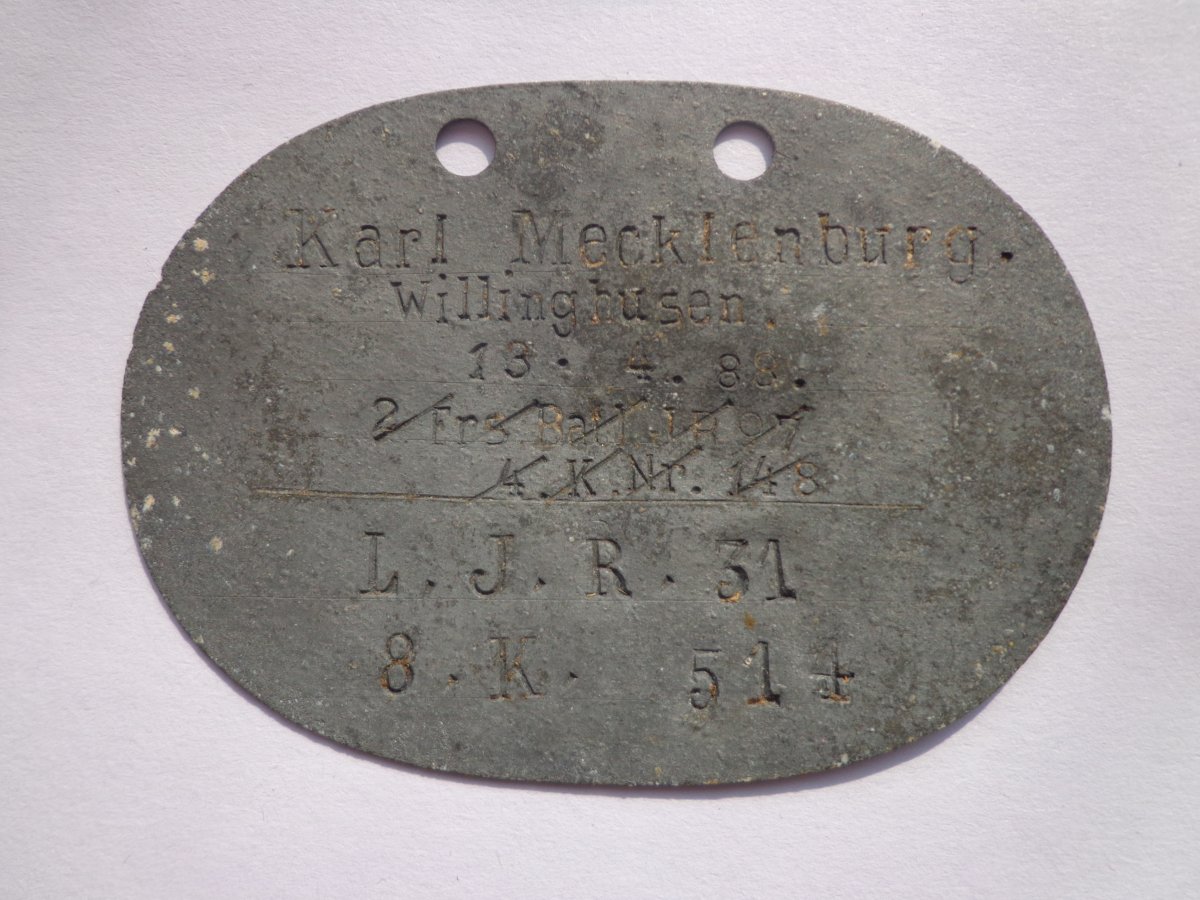 Karl Mecklenburg.
Willinghusen.
13. 4. 88.
2 Ers. Batl. J.R 97
4. K. Nr. 148
L. J. R. 31
8. K. 514